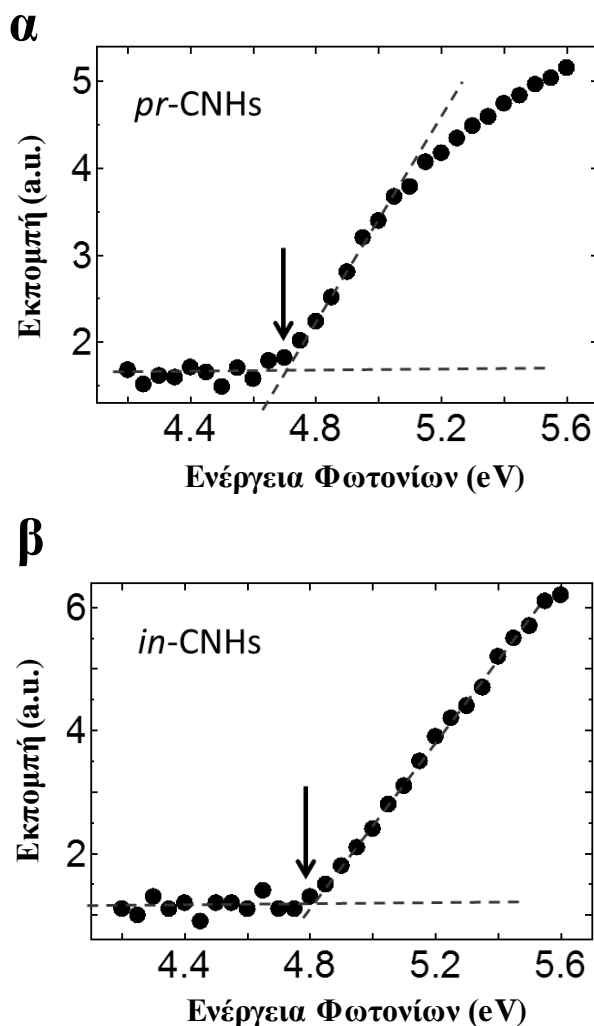 α
pr-CNHs
5
4
3
2
Εκπομπή (a.u.)
4.4 4.8 5.2 5.6
Ενέργεια Φωτονίων (eV)
β
in-CNHs
6
4
2
Εκπομπή (a.u.)
4.4 4.8 5.2 5.6
Ενέργεια Φωτονίων (eV)